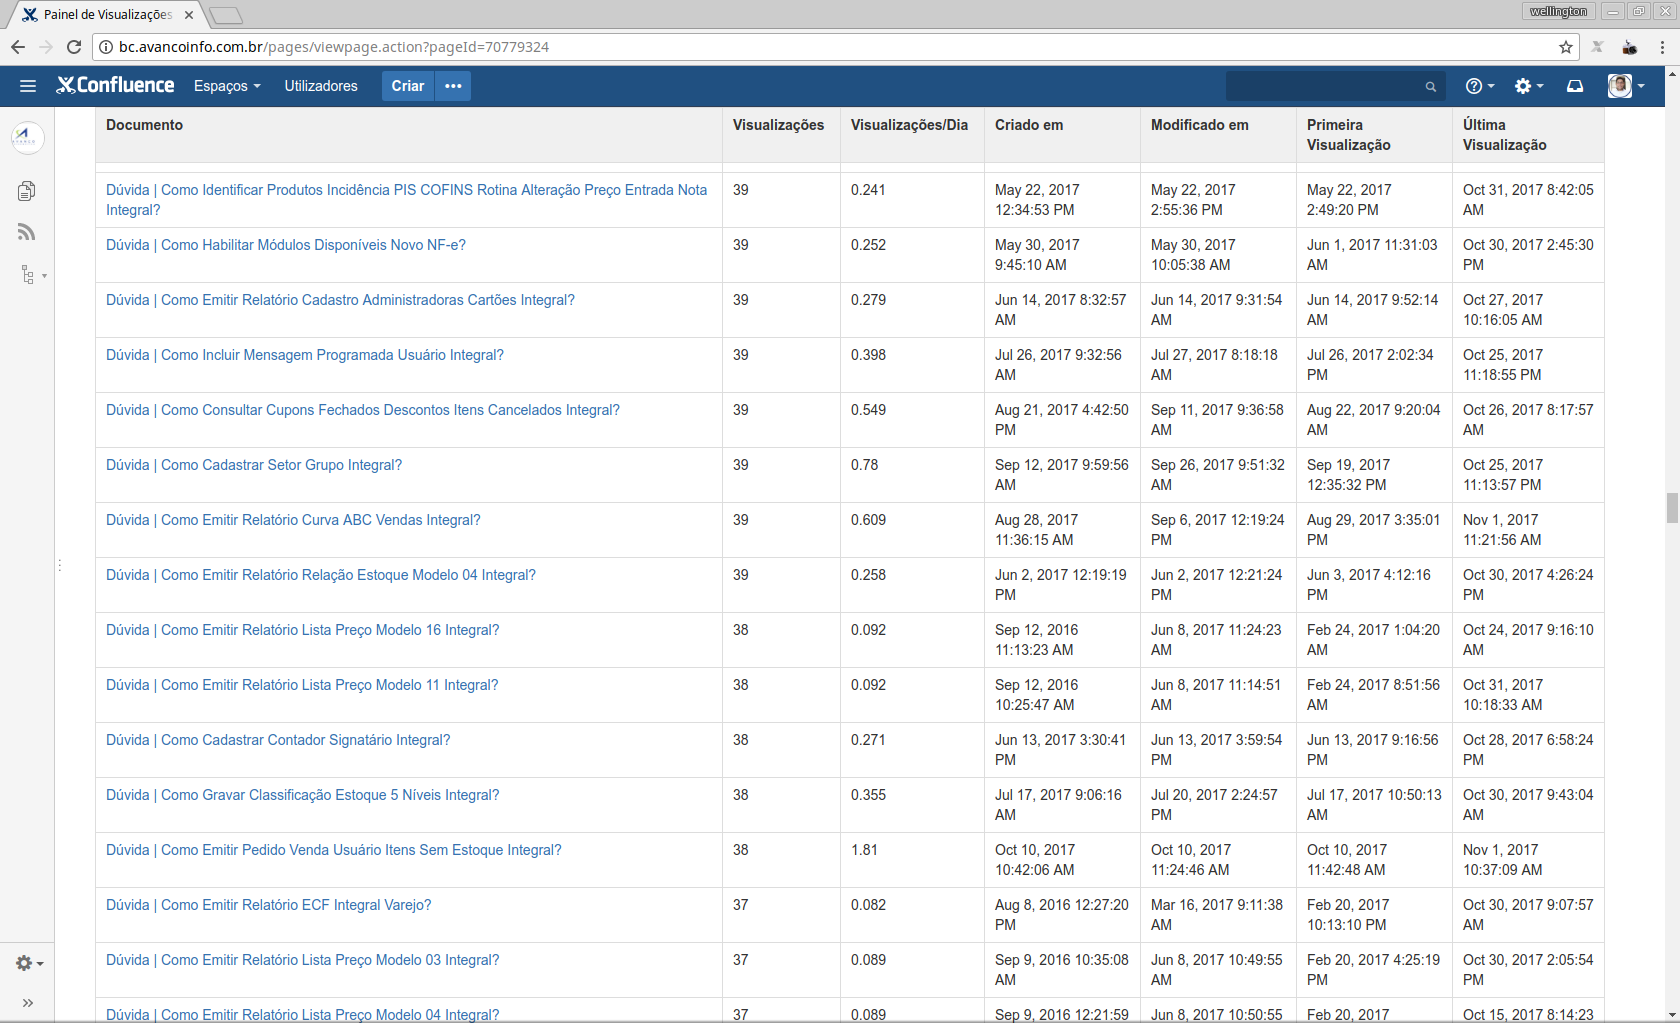 Painel de Visualizações
wellington
bc.avancoinfo.com.br/pages/viewpage.action?pageId=70779324
Confluence Espaços Utilizadores Criar
Documento Visualizações Visualizações/Dia Criado em Modificado em Primeira Última
Visualização Visualização
Dúvida | Como Identificar Produtos Incidência PIS COFINS Rotina Alteração Preço Entrada Nota 39 0.241 May 22, 2017 May 22, 2017 May 22, 2017 Oct 31, 2017 8:42:05
Integral? 12:34:53 PM 2:55:36 PM 2:49:20 PM AM
Dúvida | Como Habilitar Módulos Disponíveis Novo NF-e? 39 0.252 May 30, 2017 May 30, 2017 Jun 1, 2017 11:31:03 Oct 30, 2017 2:45:30
9:45:10 AM 10:05:38 AM AM PM
Dúvida | Como Emitir Relatório Cadastro Administradoras Cartões Integral? 39 0.279 Jun 14, 2017 8:32:57 Jun 14, 2017 9:31:54 Jun 14, 2017 9:52:14 Oct 27, 2017
AM AM AM 10:16:05 AM
Dúvida | Como Incluir Mensagem Programada Usuário Integral? 39 0.398 Jul 26, 2017 9:32:56 Jul 27, 2017 8:18:18 Jul 26, 2017 2:02:34 Oct 25, 2017
AM AM PM 11:18:55 PM
Dúvida | Como Consultar Cupons Fechados Descontos Itens Cancelados Integral? 39 0.549 Aug 21, 2017 4:42:50 Sep 11, 2017 9:36:58 Aug 22, 2017 9:20:04 Oct 26, 2017 8:17:57
PM AM AM AM
Dúvida | Como Cadastrar Setor Grupo Integral? 39 0.78 Sep 12, 2017 9:59:56 Sep 26, 2017 9:51:32 Sep 19, 2017 Oct 25, 2017
AM AM 12:35:32 PM 11:13:57 PM
Dúvida | Como Emitir Relatório Curva ABC Vendas Integral? 39 0.609 Aug 28, 2017 Sep 6, 2017 12:19:24 Aug 29, 2017 3:35:01 Nov 1, 2017
11:36:15 AM PM PM 11:21:56 AM
Dúvida | Como Emitir Relatório Relação Estoque Modelo 04 Integral? 39 0.258 Jun 2, 2017 12:19:19 Jun 2, 2017 12:21:24 Jun 3, 2017 4:12:16 Oct 30, 2017 4:26:24
PM PM PM PM
Dúvida | Como Emitir Relatório Lista Preço Modelo 16 Integral? 38 0.092 Sep 12, 2016 Jun 8, 2017 11:24:23 Feb 24, 2017 1:04:20 Oct 24, 2017 9:16:10
11:13:23 AM AM AM AM
Dúvida | Como Emitir Relatório Lista Preço Modelo 11 Integral? 38 0.092 Sep 12, 2016 Jun 8, 2017 11:14:51 Feb 24, 2017 8:51:56 Oct 31, 2017
10:25:47 AM AM AM 10:18:33 AM
Dúvida | Como Cadastrar Contador Signatário Integral? 38 0.271 Jun 13, 2017 3:30:41 Jun 13, 2017 3:59:54 Jun 13, 2017 9:16:56 Oct 28, 2017 6:58:24
PM PM PM PM
Dúvida | Como Gravar Classificação Estoque 5 Níveis Integral? 38 0.355 Jul 17, 2017 9:06:16 Jul 20, 2017 2:24:57 Jul 17, 2017 10:50:13 Oct 30, 2017 9:43:04
AM PM AM AM
Dúvida | Como Emitir Pedido Venda Usuário Itens Sem Estoque Integral? 38 1.81 Oct 10, 2017 Oct 10, 2017 Oct 10, 2017 Nov 1, 2017
10:42:06 AM 11:24:46 AM 11:42:48 AM 10:37:09 AM
Dúvida | Como Emitir Relatório ECF Integral Varejo? 37 0.082 Aug 8, 2016 12:27:20 Mar 16, 2017 9:11:38 Feb 20, 2017 Oct 30, 2017 9:07:57
PM AM 10:13:10 PM AM
Dúvida | Como Emitir Relatório Lista Preço Modelo 03 Integral? 37 0.089 Sep 9, 2016 10:35:08 Jun 8, 2017 10:49:55 Feb 20, 2017 4:25:19 Oct 30, 2017 2:05:54
AM AM PM PM
Dúvida | Como Emitir Relatório Lista Preço Modelo 04 Integral? 37 0.089 Sep 9, 2016 12:21:59 Jun 8, 2017 10:50:55 Feb 20, 2017 Oct 15, 2017 8:14:23